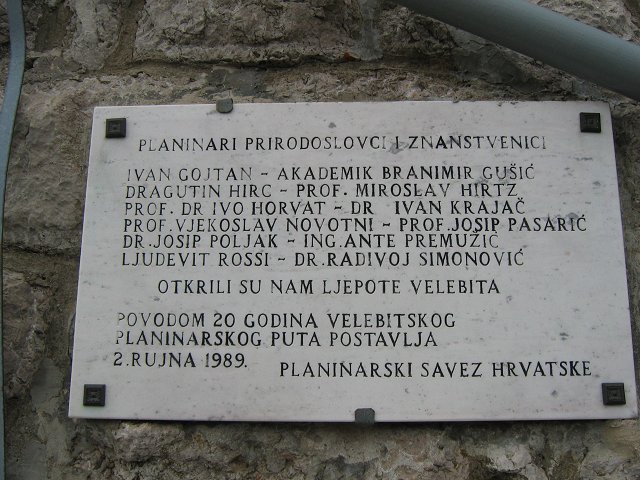 PLANINARI PRIRODOSLOVCI I ZNANSTVENICI
IVAN GOJTAN - AKADEMIK BRANIMIR GUŠIĆ
DRAGUTIN HIRC - PROF. MIROSLAV HIRTZ
PROF. DR IVO HORVAT - DR IVAN KRAJAČ
PROF.VJEKOSLAV NOVOTNI - PROF.JOSIP PASARIĆ
DR.JOSIP POLJAK - ING.ANTE PREMUŽIĆ
LJUDEVIT ROSSI - DR.RADIVOJ SIMONOVIĆ
OTKRILI SU NAM LJEPOTE VELEBITA
POVODOM 20 GODINA VELEBITSKOG
PLANINARSKOG PUTA POSTAVLJA
2.RUJNA 1989. PLANINARSKI SAVEZ HRVATSKE